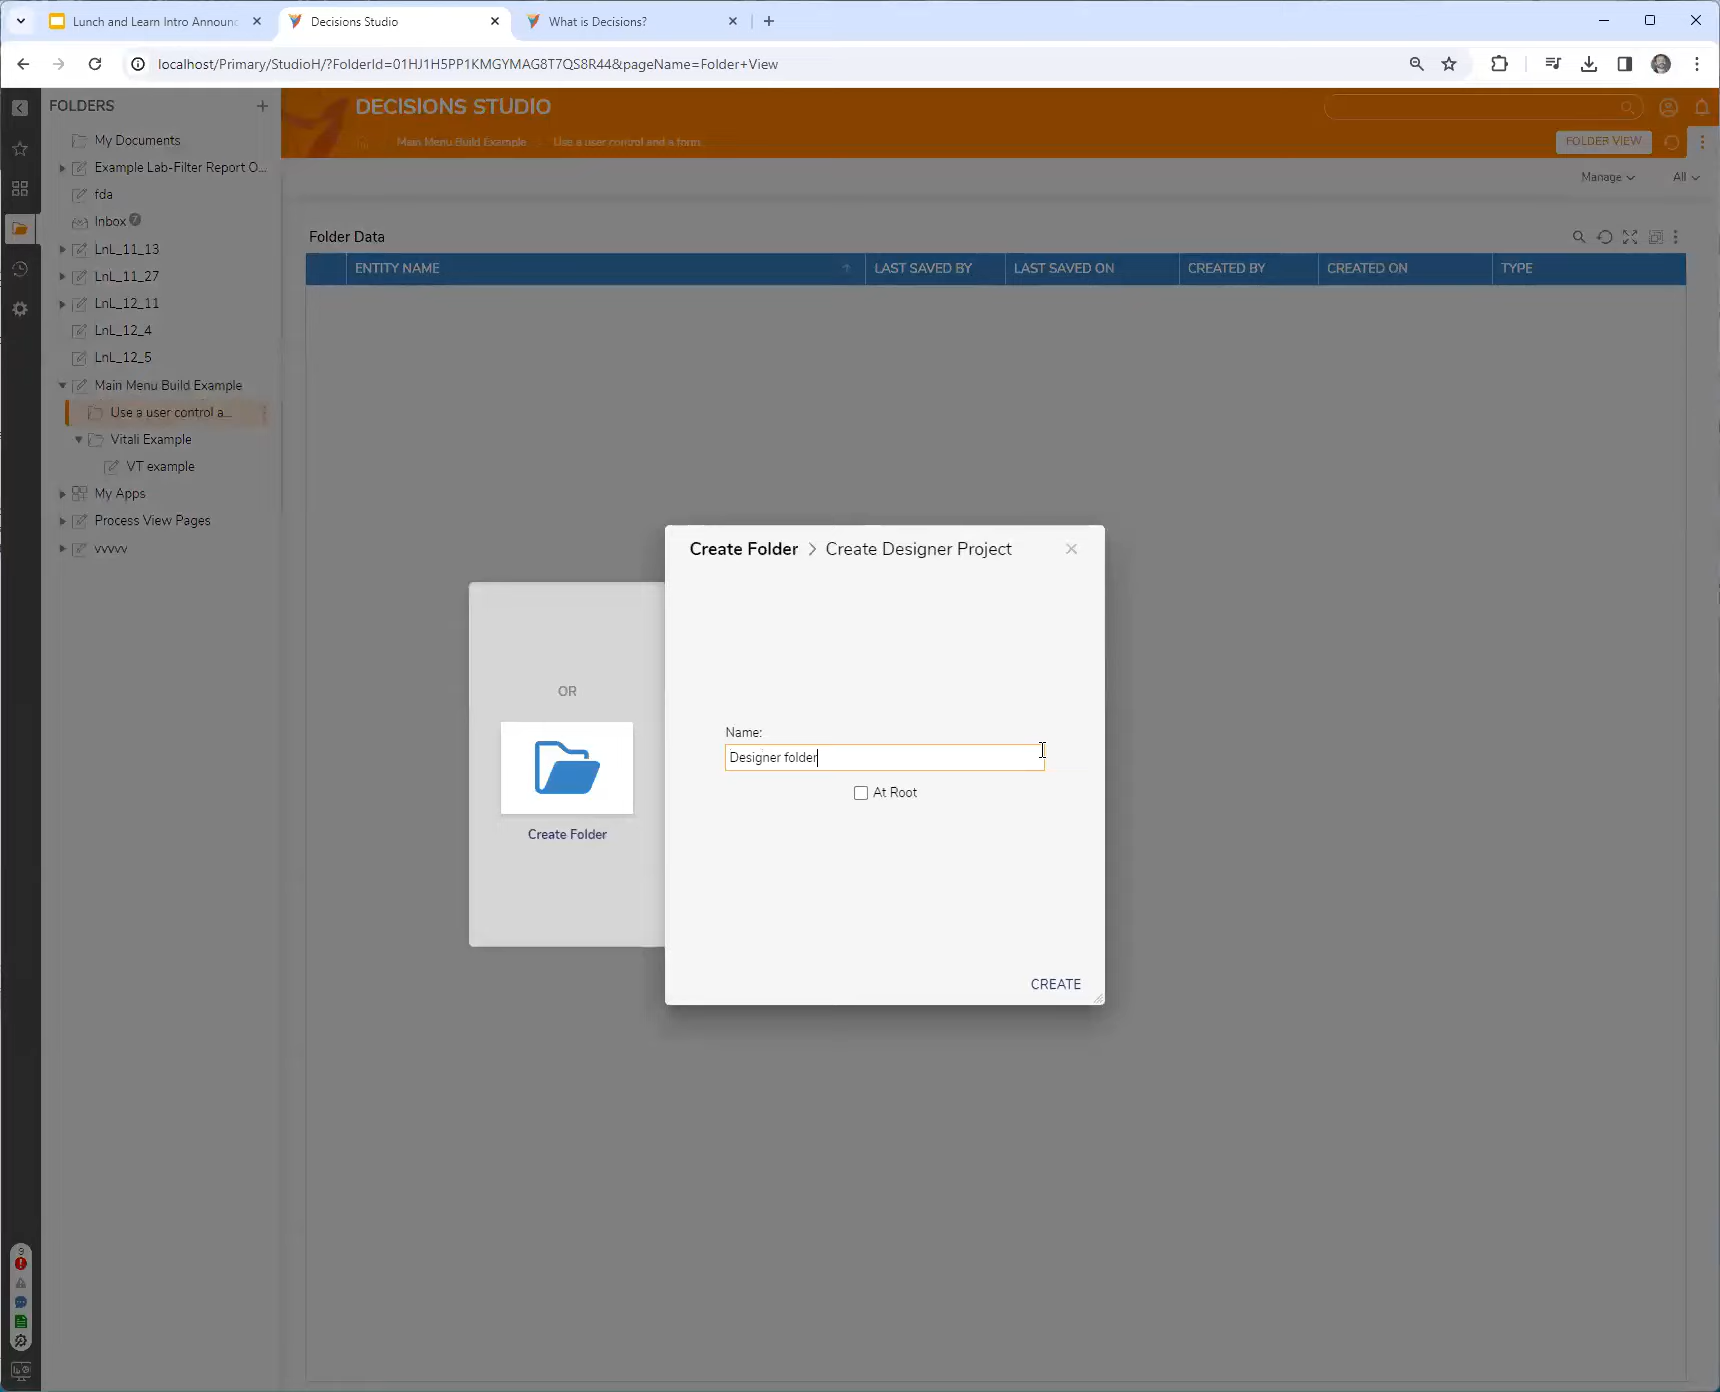 Lunch and Learn Intro Announ
Decisions Studio
What is Decisions?
localhost/Primary/StudioH/?FolderId=01HJ1H5PP1KMGYMAG8T7QS8R44&pageName=Folder+View
FOLDERS
DECISIONS STUDIO
Main Menu Build Example
Use a user control and a form
FOLDER VIEW
Manage
All
My Documents
Example Lab-Filter Report O...
fda
Inbox 7
LnL_11_13
LnL_11_27
LnL_12_11
LnL_12_4
LnL_12_5
Main Menu Build Example
Use a user control a...
Vitali Example
VT example
My Apps
Process View Pages
vvvvv
Folder Data
ENTITY NAME
LAST SAVED BY
LAST SAVED ON
CREATED BY
CREATED ON
TYPE
OR
Create Folder
Create Folder > Create Designer Project
Name:
Designer folder
At Root
CREATE
9